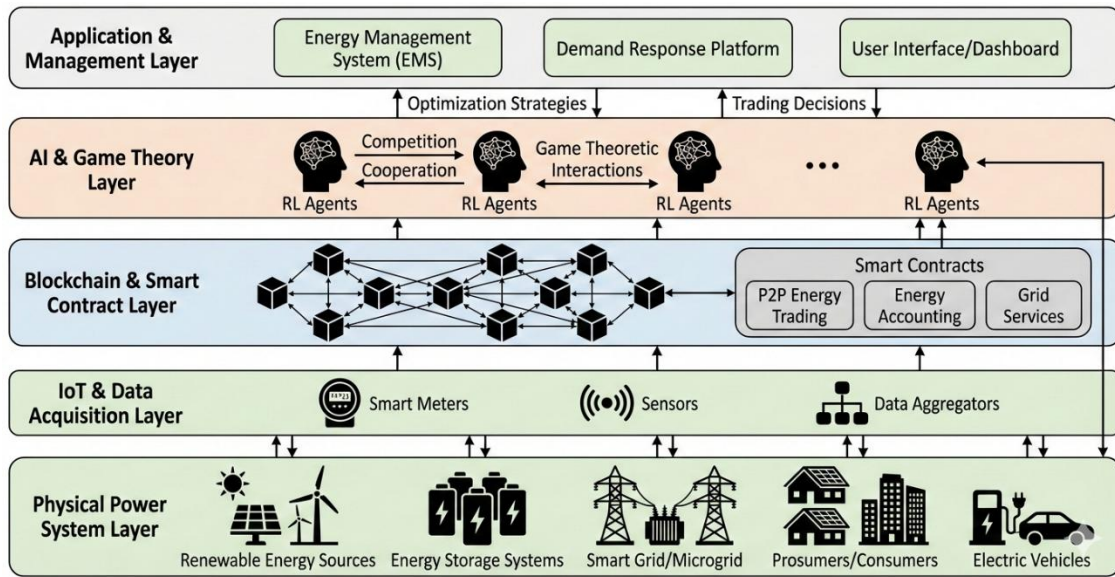 Application &
Management Layer
Energy Management
System (EMS)
Demand Response Platform
User Interface/Dashboard
Optimization Strategies
Trading Decisions
AI & Game Theory
Layer
Competition
Cooperation
Game Theoretic
Interactions
...
RL Agents
RL Agents
RL Agents
RL Agents
Blockchain & Smart
Contract Layer
Smart Contracts
P2P Energy
Trading
Energy
Accounting
Grid
Services
IoT & Data
Acquisition Layer
Smart Meters
Sensors
Data Aggregators
Physical Power
System Layer
Renewable Energy Sources
Energy Storage Systems
Smart Grid/Microgrid
Prosumers/Consumers
Electric Vehicles